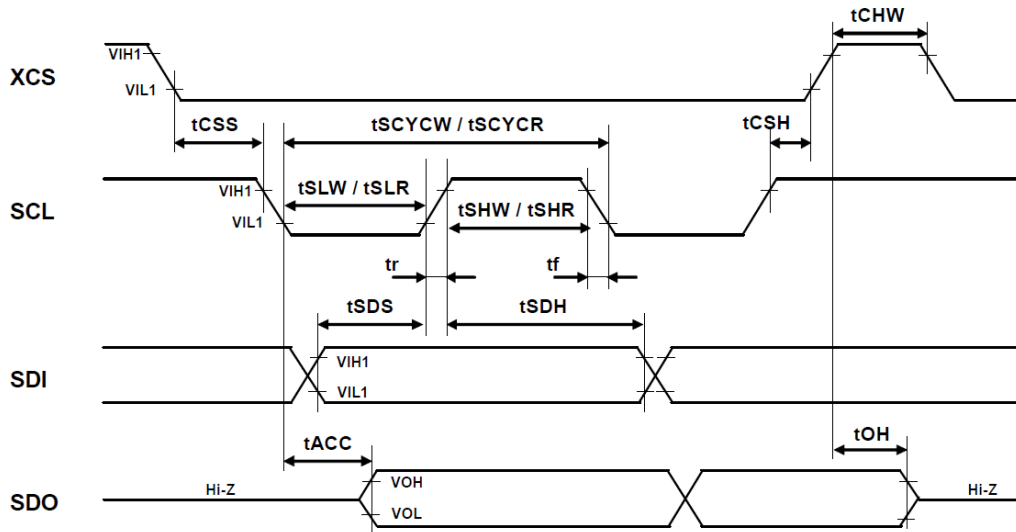 tCHW
VIH1
XCS
VIL1
tCSS
tSCYCW / tSCYCR
tCSH
VIH1
tSLW / tSLR
SCL
tSHW / tSHR
VIL1
tr
tf
tSDS
tSDH
VIH1
SDI
VIL1
tACC
tOH
VOH
Hi-Z
Hi-Z
SDO
VOL